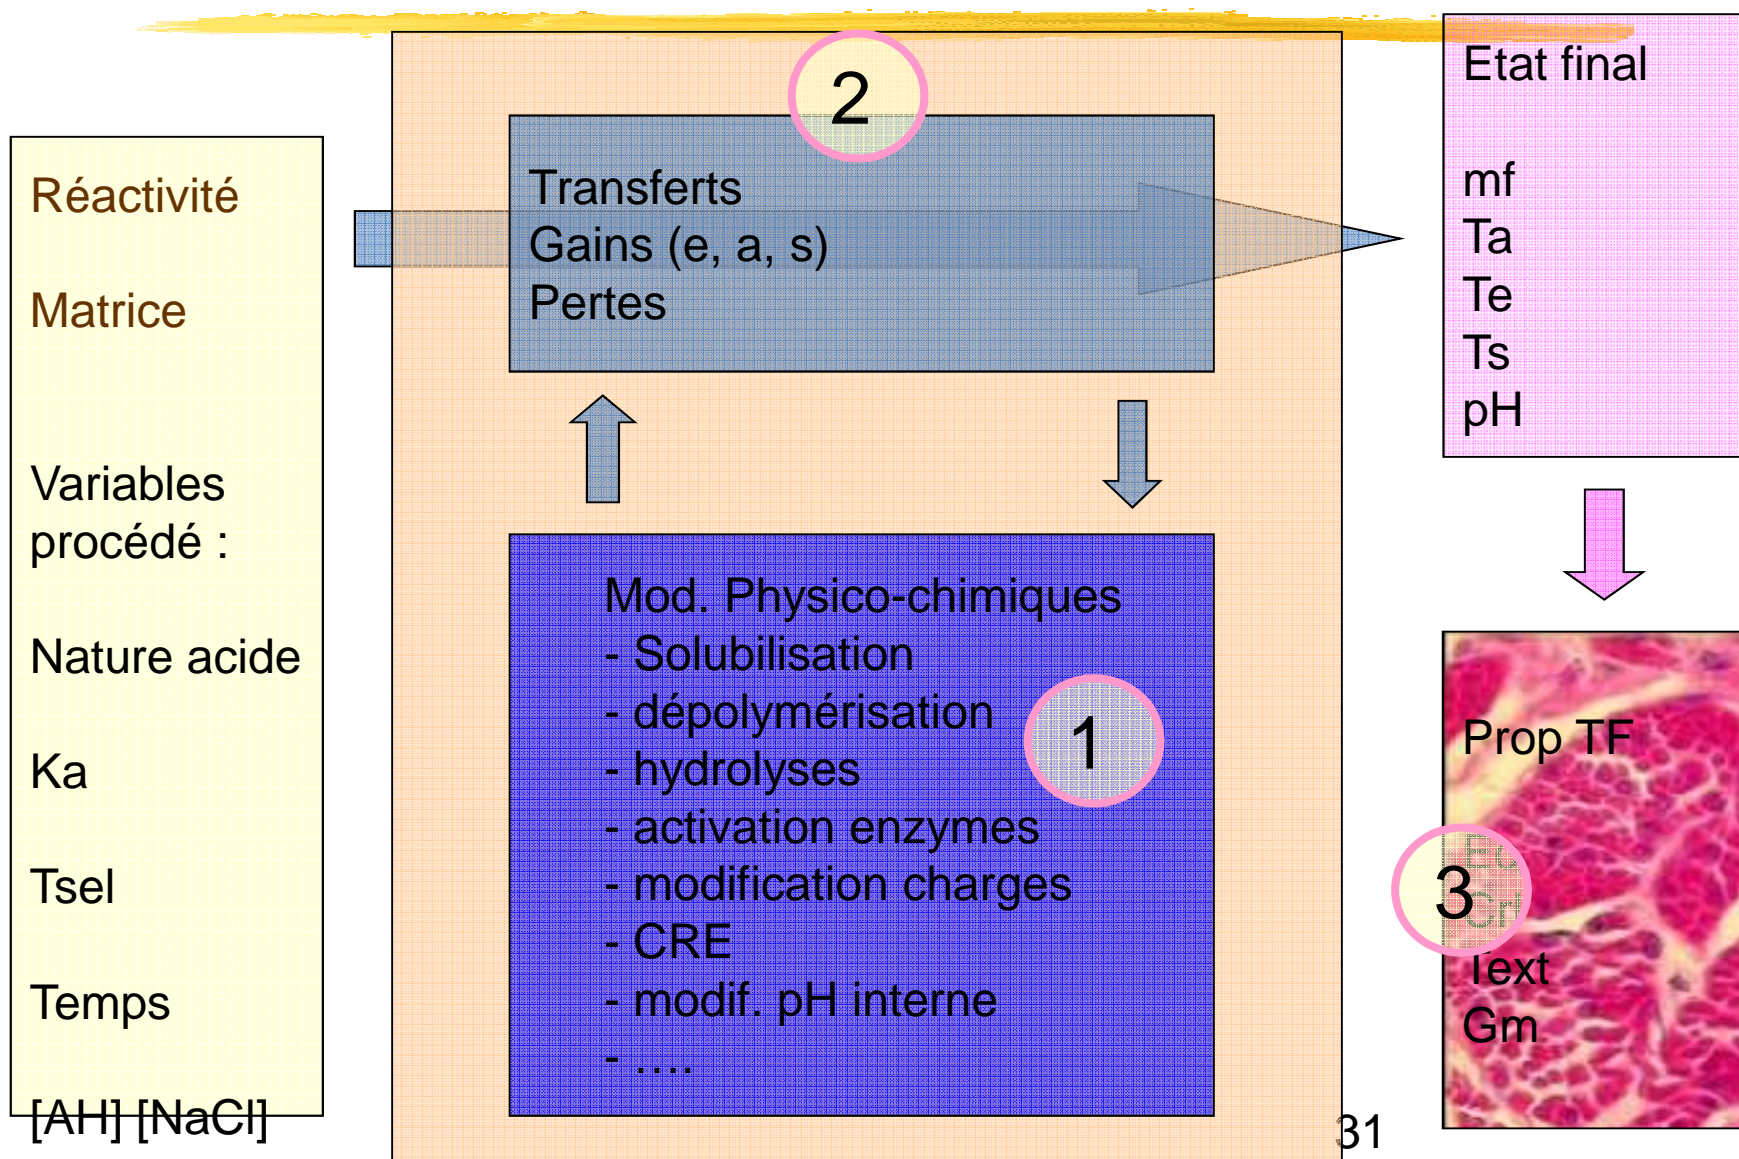 Réactivité
Matrice
Variables
procédé :
Nature acide
Ka
Tsel
Temps
[AH] [NaCl]
2
Transferts
Gains (e, a, s)
Pertes
Mod. Physico-chimiques
- Solubilisation
- dépolymérisation
- hydrolyses
- activation enzymes
- modification charges
- CRE
- modif. pH interne
- ....
1
Etat final
mf
Ta
Te
Ts
pH
Prop TF
3
Text
Gm
31